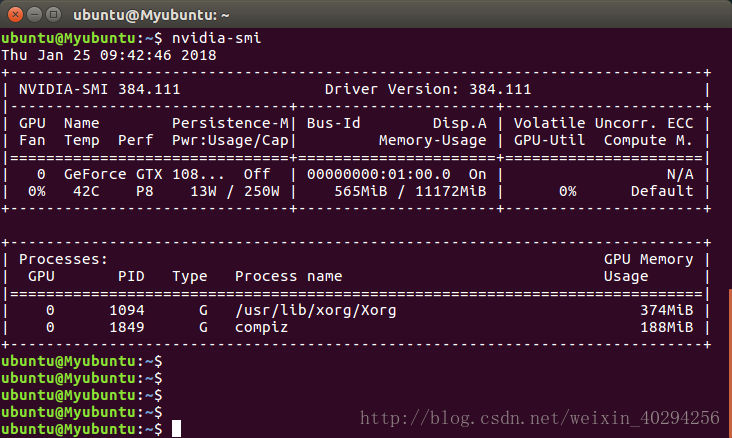 ubuntu@Myubuntu: ~
ubuntu@Myubuntu:~$ nvidia-smi
Thu Jan 25 09:42:46 2018
+-----------------------------------------------------------------------------+
| NVIDIA-SMI 384.111                Driver Version: 384.111                   |
|-------------------------------+----------------------+----------------------+
| GPU  Name        Persistence-M| Bus-Id        Disp.A | Volatile Uncorr. ECC |
| Fan  Temp  Perf  Pwr:Usage/Cap|         Memory-Usage | GPU-Util  Compute M. |
|===============================+======================+======================|
|   0  GeForce GTX 108...  Off  | 00000000:01:00.0  On |                  N/A |
|  0%   42C    P8    13W / 250W |    565MiB / 11172MiB |      0%      Default |
+-------------------------------+----------------------+----------------------+
+-----------------------------------------------------------------------------+
| Processes:                                                       GPU Memory |
|  GPU       PID   Type   Process name                             Usage      |
|=============================================================================|
|    0      1094      G   /usr/lib/xorg/Xorg                           374MiB |
|    0      1849      G   compiz                                       188MiB |
+-----------------------------------------------------------------------------+
ubuntu@Myubuntu:~$
ubuntu@Myubuntu:~$
ubuntu@Myubuntu:~$
ubuntu@Myubuntu:~$
ubuntu@Myubuntu:~$
http://blog.csdn.net/weixin_40294256